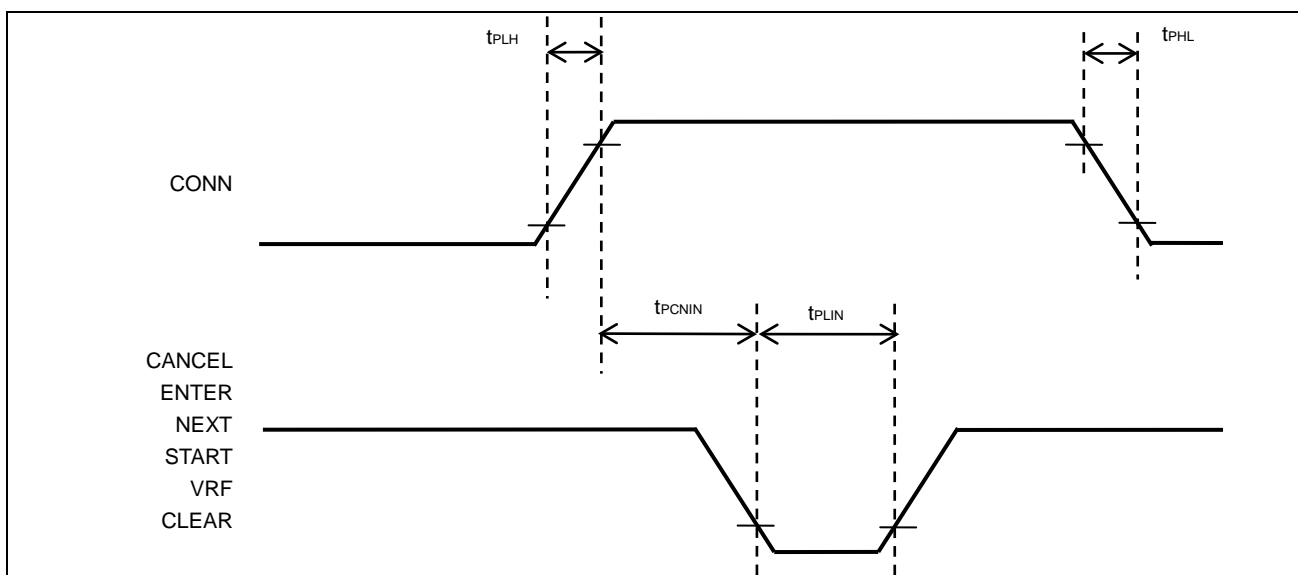 tPLH
tPHL
CONN
tPCNIN
tPLIN
CANCEL
ENTER
NEXT
START
VRF
CLEAR